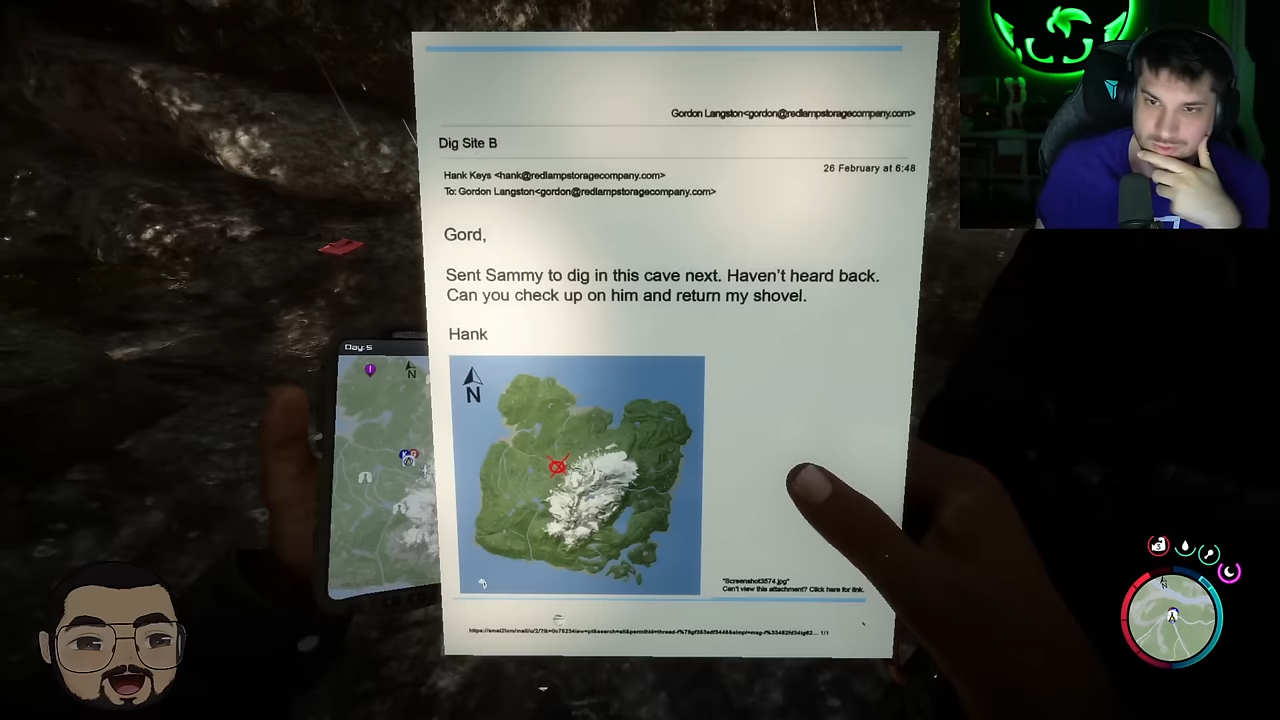 Gordon Langston<gordon@redlampstoragecompany.com>
Dig Site B
Hank Keys <hank@redlampstoragecompany.com>
26 February at 6:48
To: Gordon Langston<gordon@redlampstoragecompany.com>
Gord,
Sent Sammy to dig in this cave next. Haven't heard back.
Can you check up on him and return my shovel.
Hank
N
Day: 5
N
"Screenshot3574.jpg"
Can't view this attachment? Click here for link.
1/1